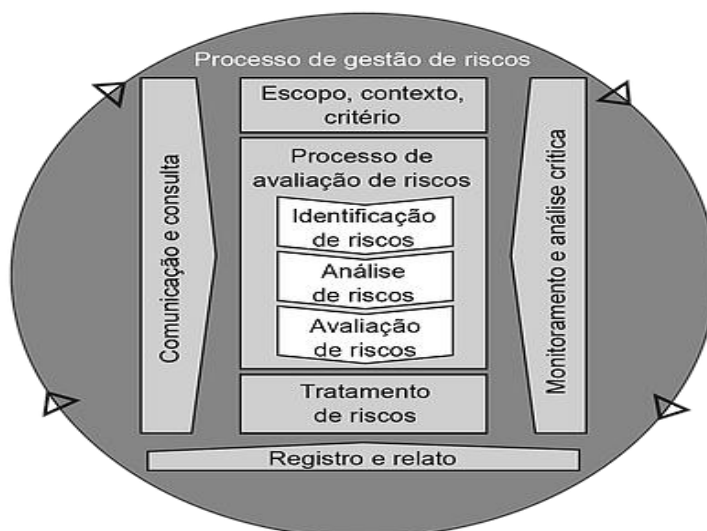 Processo de gestão de riscos
Escopo, contexto,
critério
Processo de
avaliação de riscos
Identificação
de riscos
Análise
de riscos
Avaliação
de riscos
Tratamento
de riscos
Comunicação e consulta
Monitoramento e análise crítica
Registro e relato